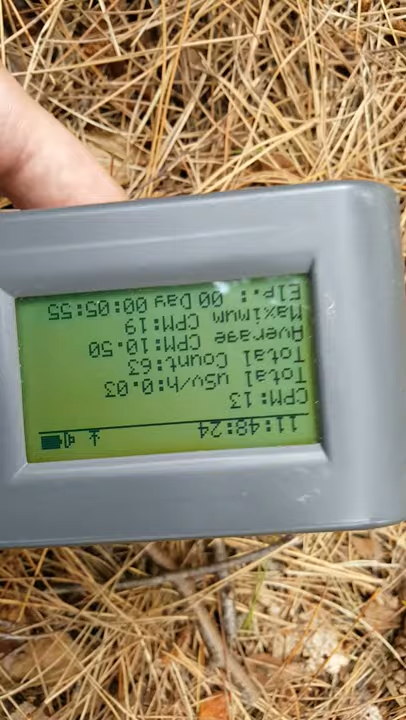 11:48:24
CPM:13
Total uSv/h:0.03
Total Count:63
Average CPM:10.50
Maximum CPM:19
Elp.: 00Day 00:05:55